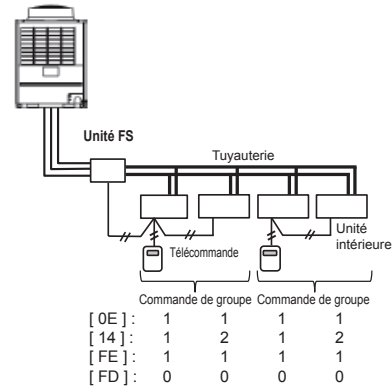 Unité FS
Tuyauterie
Télécommande
Unité
intérieure
Commande de groupe Commande de groupe
[ 0E ] : 1 1 1 1
[ 14 ] : 1 2 1 2
[ FE ] : 1 1 1 1
[ FD ] : 0 0 0 0